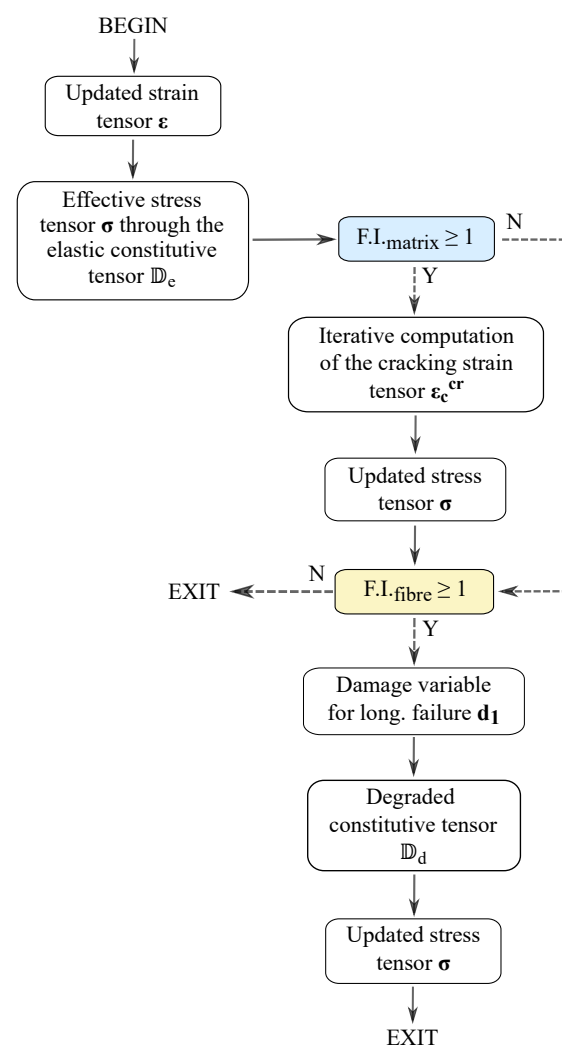 BEGIN
Updated strain
tensor ε
Effective stress
tensor σ through the
elastic constitutive
tensor 𝔻e
F.I.matrix ≥ 1
N
Y
Iterative computation
of the cracking strain
tensor εc^cr
Updated stress
tensor σ
EXIT
N
F.I.fibre ≥ 1
Y
Damage variable
for long. failure d1
Degraded
constitutive tensor
𝔻d
Updated stress
tensor σ
EXIT